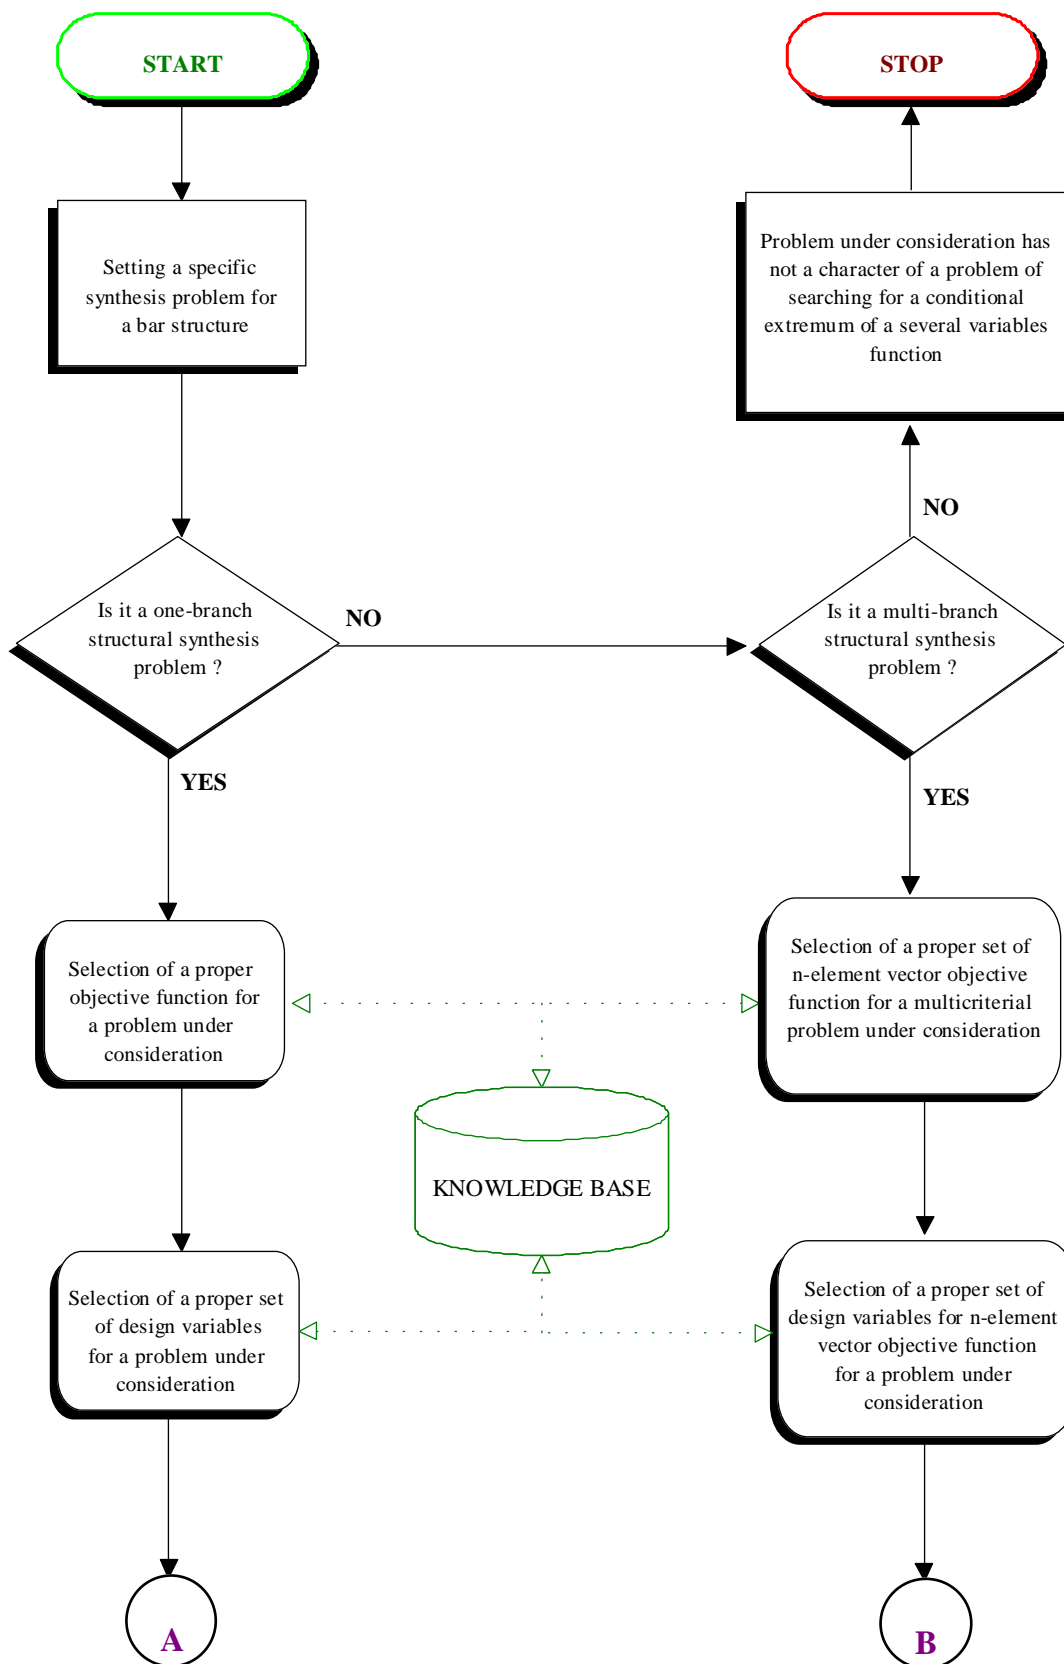 START
STOP
Setting a specific
synthesis problem for
a bar structure
Problem under consideration has
not a character of a problem of
searching for a conditional
extremum of a several variables
function
NO
Is it a one-branch
structural synthesis
problem ?
NO
Is it a multi-branch
structural synthesis
problem ?
YES
YES
Selection of a proper
objective function for
a problem under
consideration
Selection of a proper set of
n-element vector objective
function for a multicriterial
problem under consideration
KNOWLEDGE BASE
Selection of a proper set
of design variables
for a problem under
consideration
Selection of a proper set of
design variables for n-element
vector objective function
for a problem under
consideration
A
B